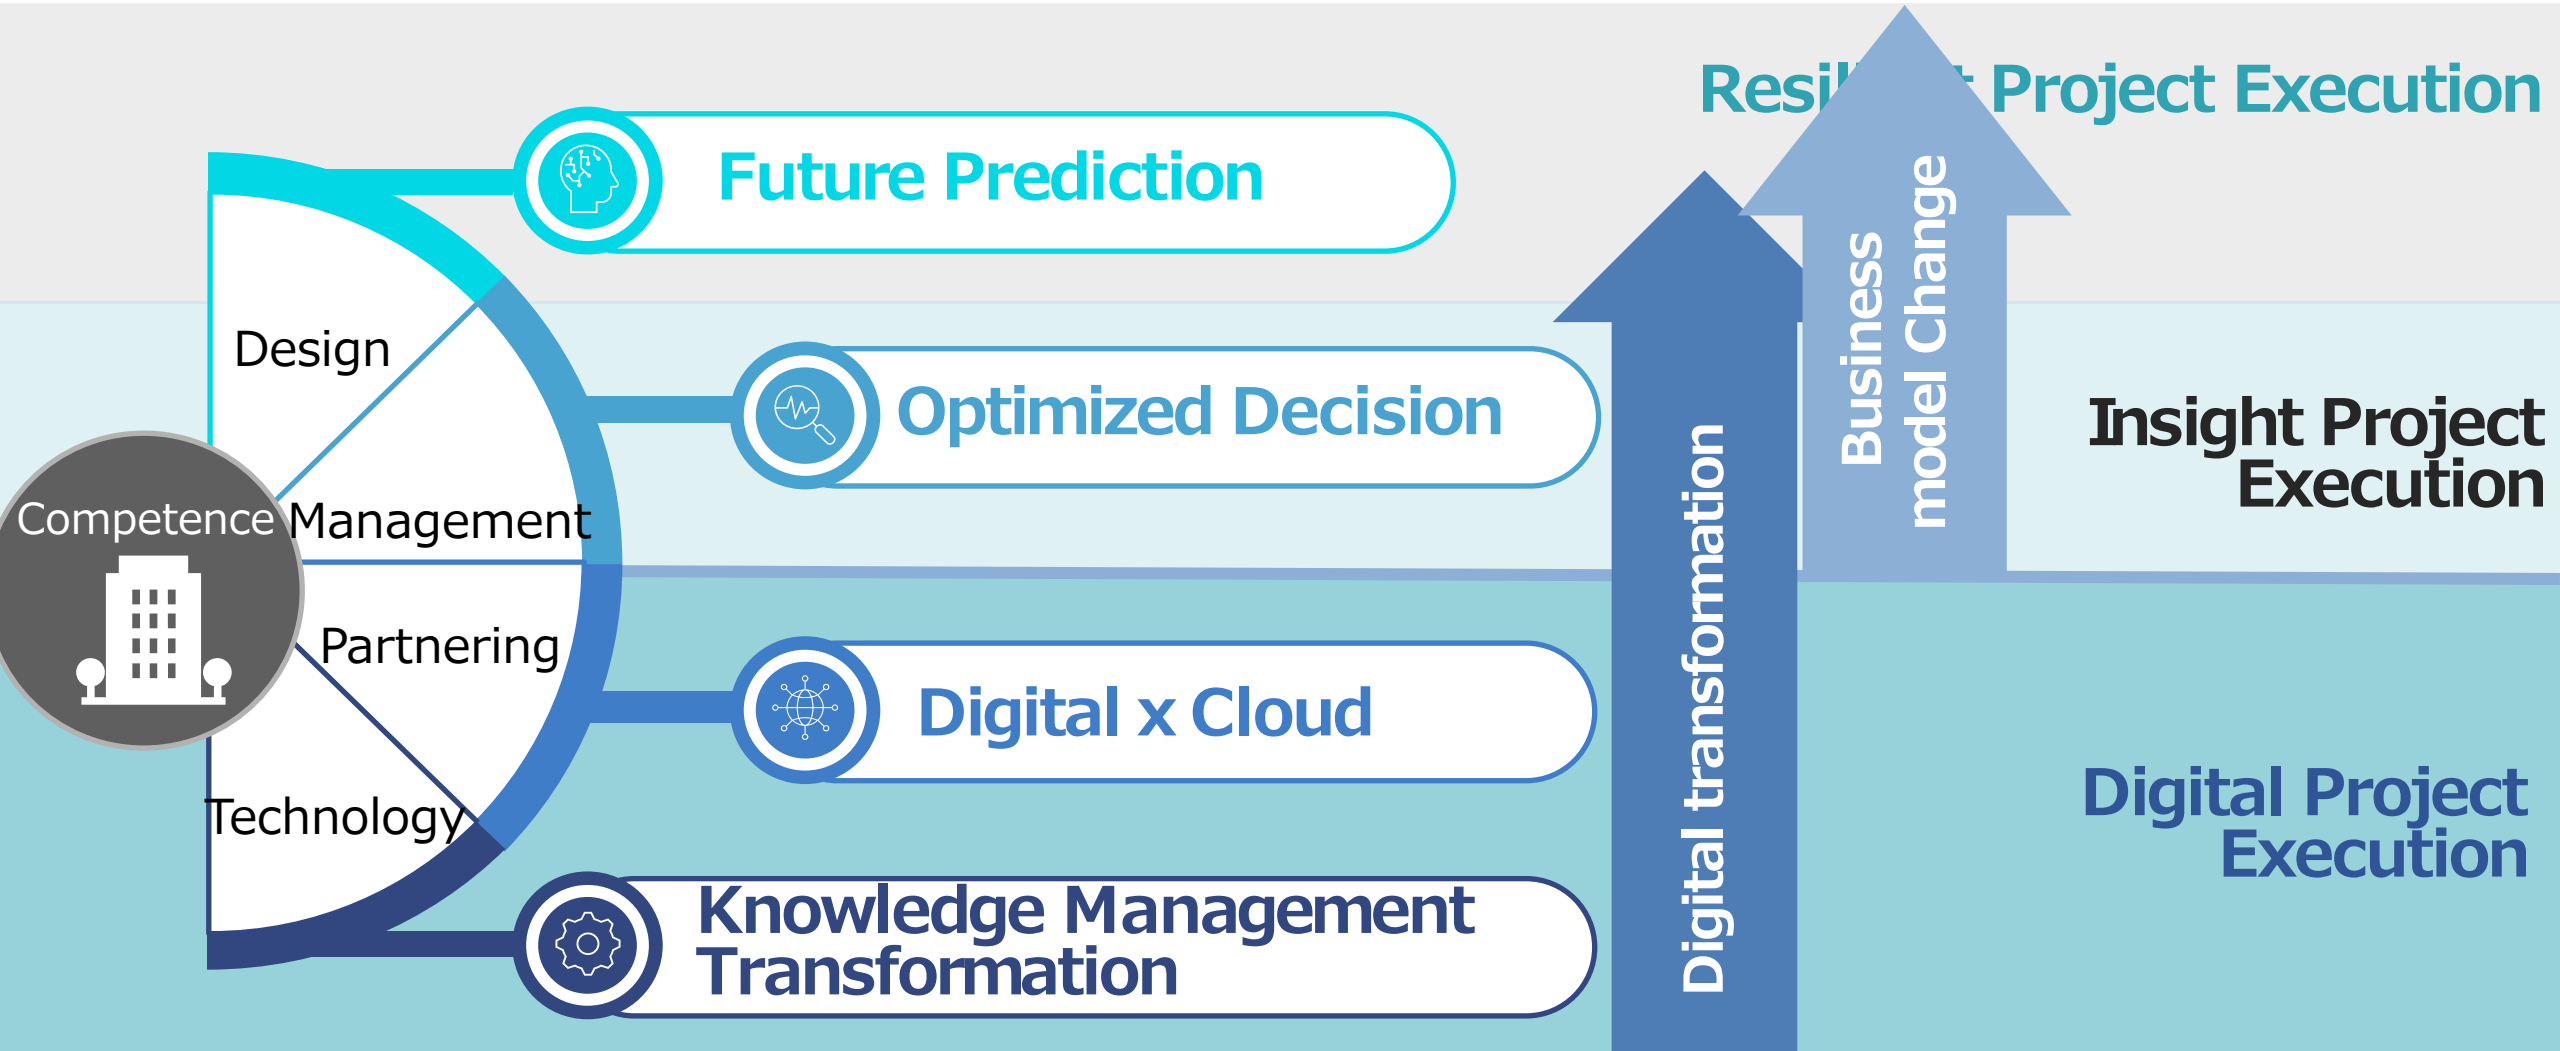 Project Execution
Future Prediction
Business
model Change
Design
Optimized Decision
Insight Project
Execution
Competence
Management
Digital transformation
Partnering
Digital x Cloud
Technology
Digital Project
Execution
Knowledge Management
Transformation